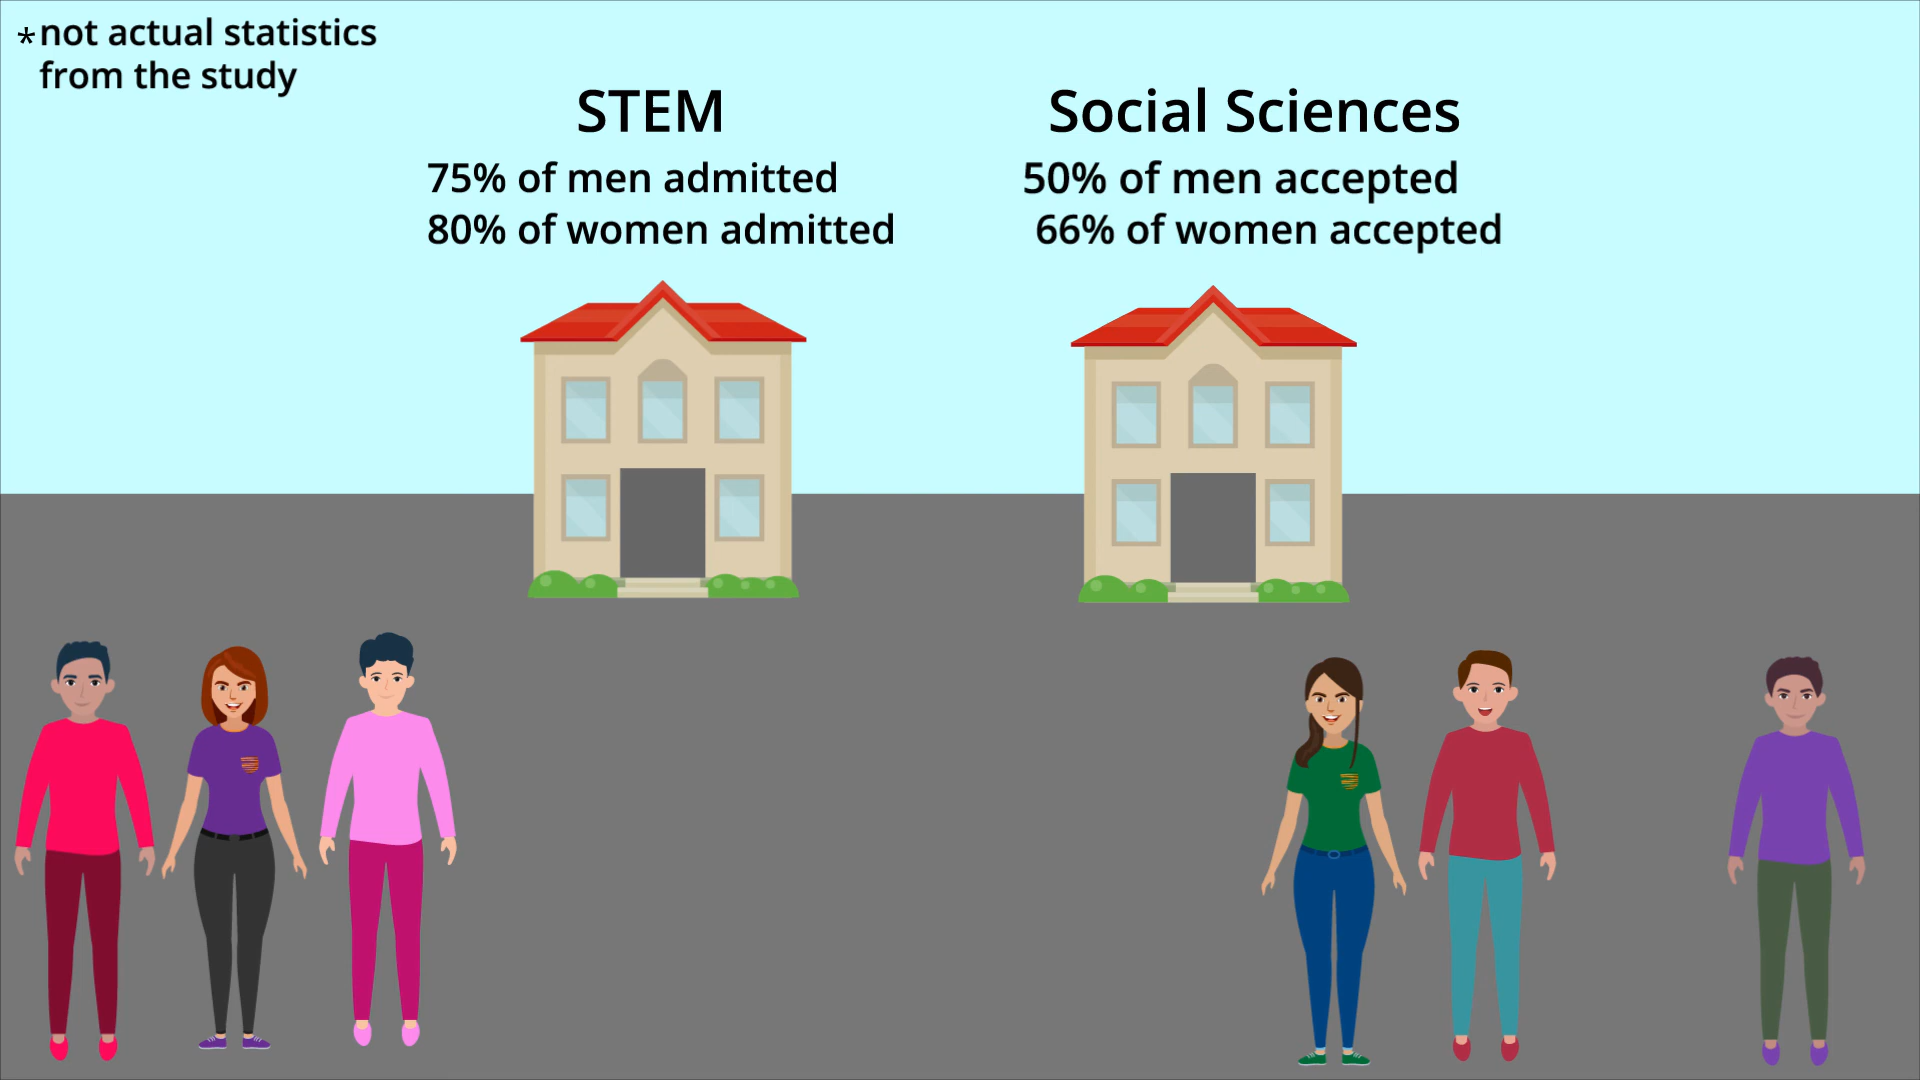 *not actual statistics
from the study
STEM
75% of men admitted
80% of women admitted
Social Sciences
50% of men accepted
66% of women accepted